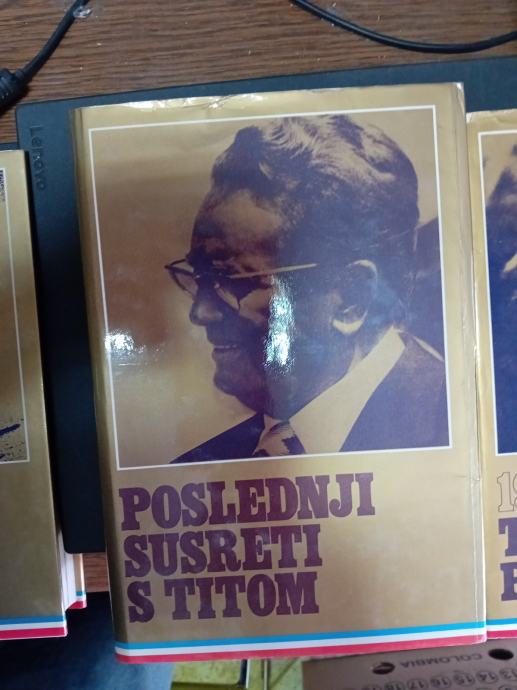 Lenovo
POSLEDNJI
SUSRETI
S TITOM
COLOMBIA